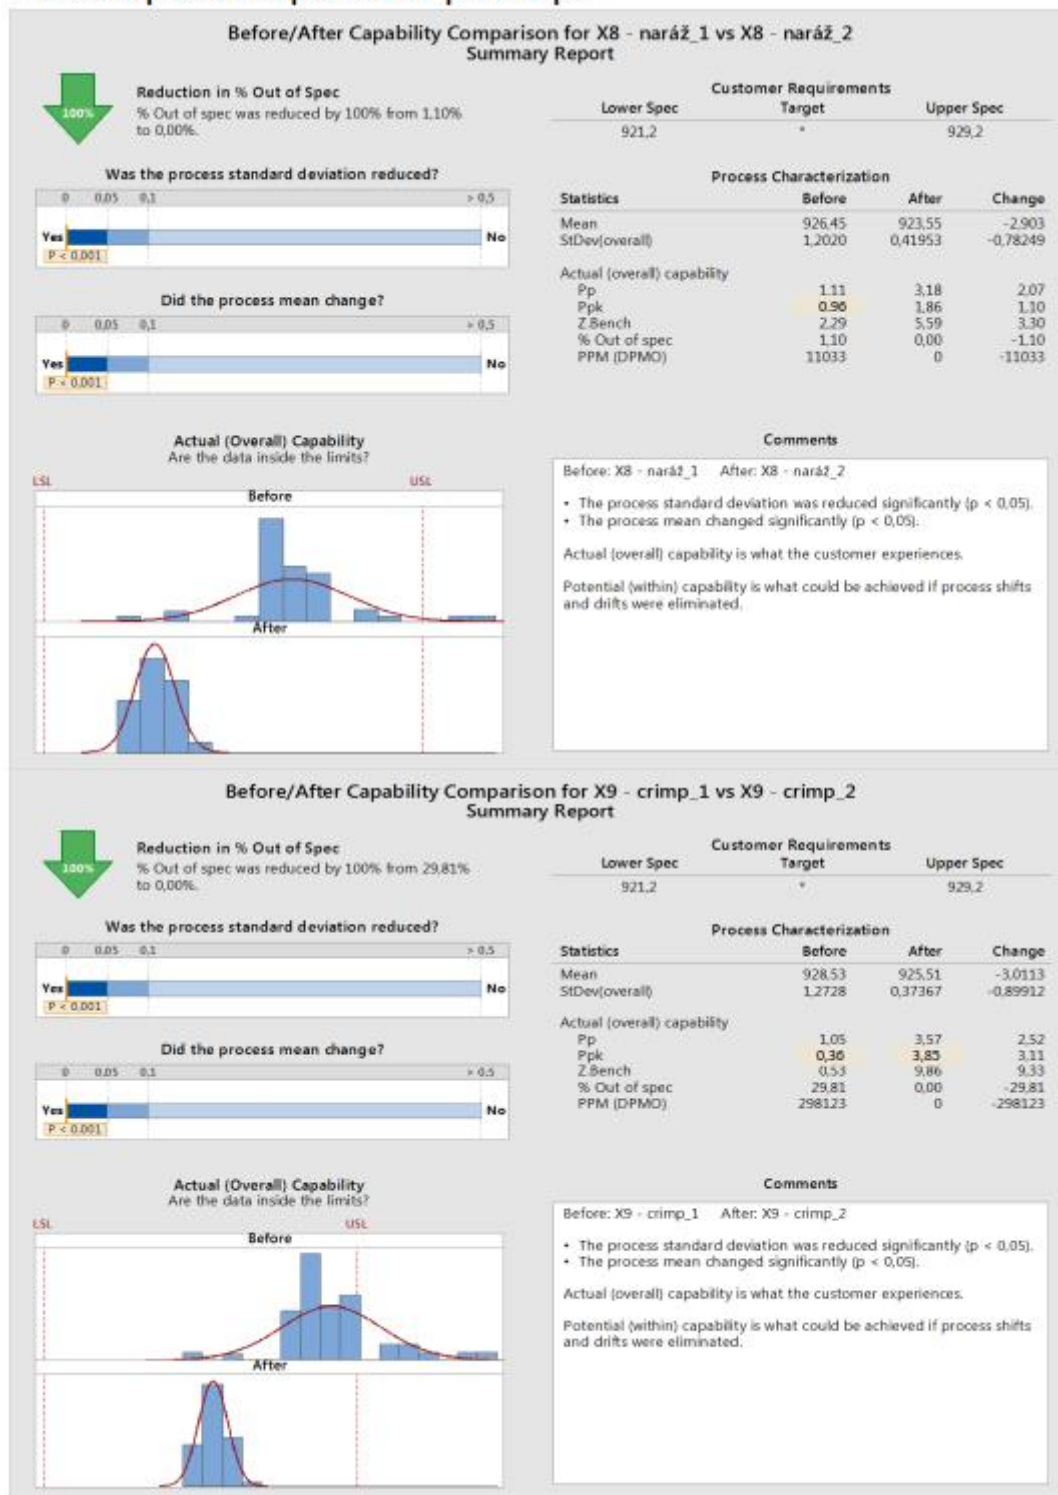 Before/After Capability Comparison for X8 - naráž_1 vs X8 - naráž_2
Summary Report
100%
Reduction in % Out of Spec
% Out of spec was reduced by 100% from 1,10%
to 0,00%.
Customer Requirements
Lower Spec Target Upper Spec
921,2 * 929,2
Was the process standard deviation reduced?
0 0,05 0,1 > 0,5
Yes No
P < 0,001
Did the process mean change?
0 0,05 0,1 > 0,5
Yes No
P < 0,001
Process Characterization
Statistics Before After Change
Mean 926,45 923,55 -2,903
StDev(overall) 1,2020 0,41953 -0,78249
Actual (overall) capability
Pp 1,11 3,18 2,07
Ppk 0,96 1,86 1,10
Z.Bench 2,29 5,59 3,30
% Out of spec 1,10 0,00 -1,10
PPM (DPMO) 11033 0 -11033
Actual (Overall) Capability
Are the data inside the limits?
LSL USL
Before
After
Comments
Before: X8 - naráž_1 After: X8 - naráž_2
• The process standard deviation was reduced significantly (p < 0,05).
• The process mean changed significantly (p < 0,05).
Actual (overall) capability is what the customer experiences.
Potential (within) capability is what could be achieved if process shifts
and drifts were eliminated.
Before/After Capability Comparison for X9 - crimp_1 vs X9 - crimp_2
Summary Report
100%
Reduction in % Out of Spec
% Out of spec was reduced by 100% from 29,81%
to 0,00%.
Customer Requirements
Lower Spec Target Upper Spec
921,2 * 929,2
Was the process standard deviation reduced?
0 0,05 0,1 > 0,5
Yes No
P < 0,001
Did the process mean change?
0 0,05 0,1 > 0,5
Yes No
P < 0,001
Process Characterization
Statistics Before After Change
Mean 928,53 925,51 -3,0113
StDev(overall) 1,2728 0,37367 -0,89912
Actual (overall) capability
Pp 1,05 3,57 2,52
Ppk 0,36 3,85 3,11
Z.Bench 0,53 9,86 9,33
% Out of spec 29,81 0,00 -29,81
PPM (DPMO) 298123 0 -298123
Actual (Overall) Capability
Are the data inside the limits?
LSL USL
Before
After
Comments
Before: X9 - crimp_1 After: X9 - crimp_2
• The process standard deviation was reduced significantly (p < 0,05).
• The process mean changed significantly (p < 0,05).
Actual (overall) capability is what the customer experiences.
Potential (within) capability is what could be achieved if process shifts
and drifts were eliminated.